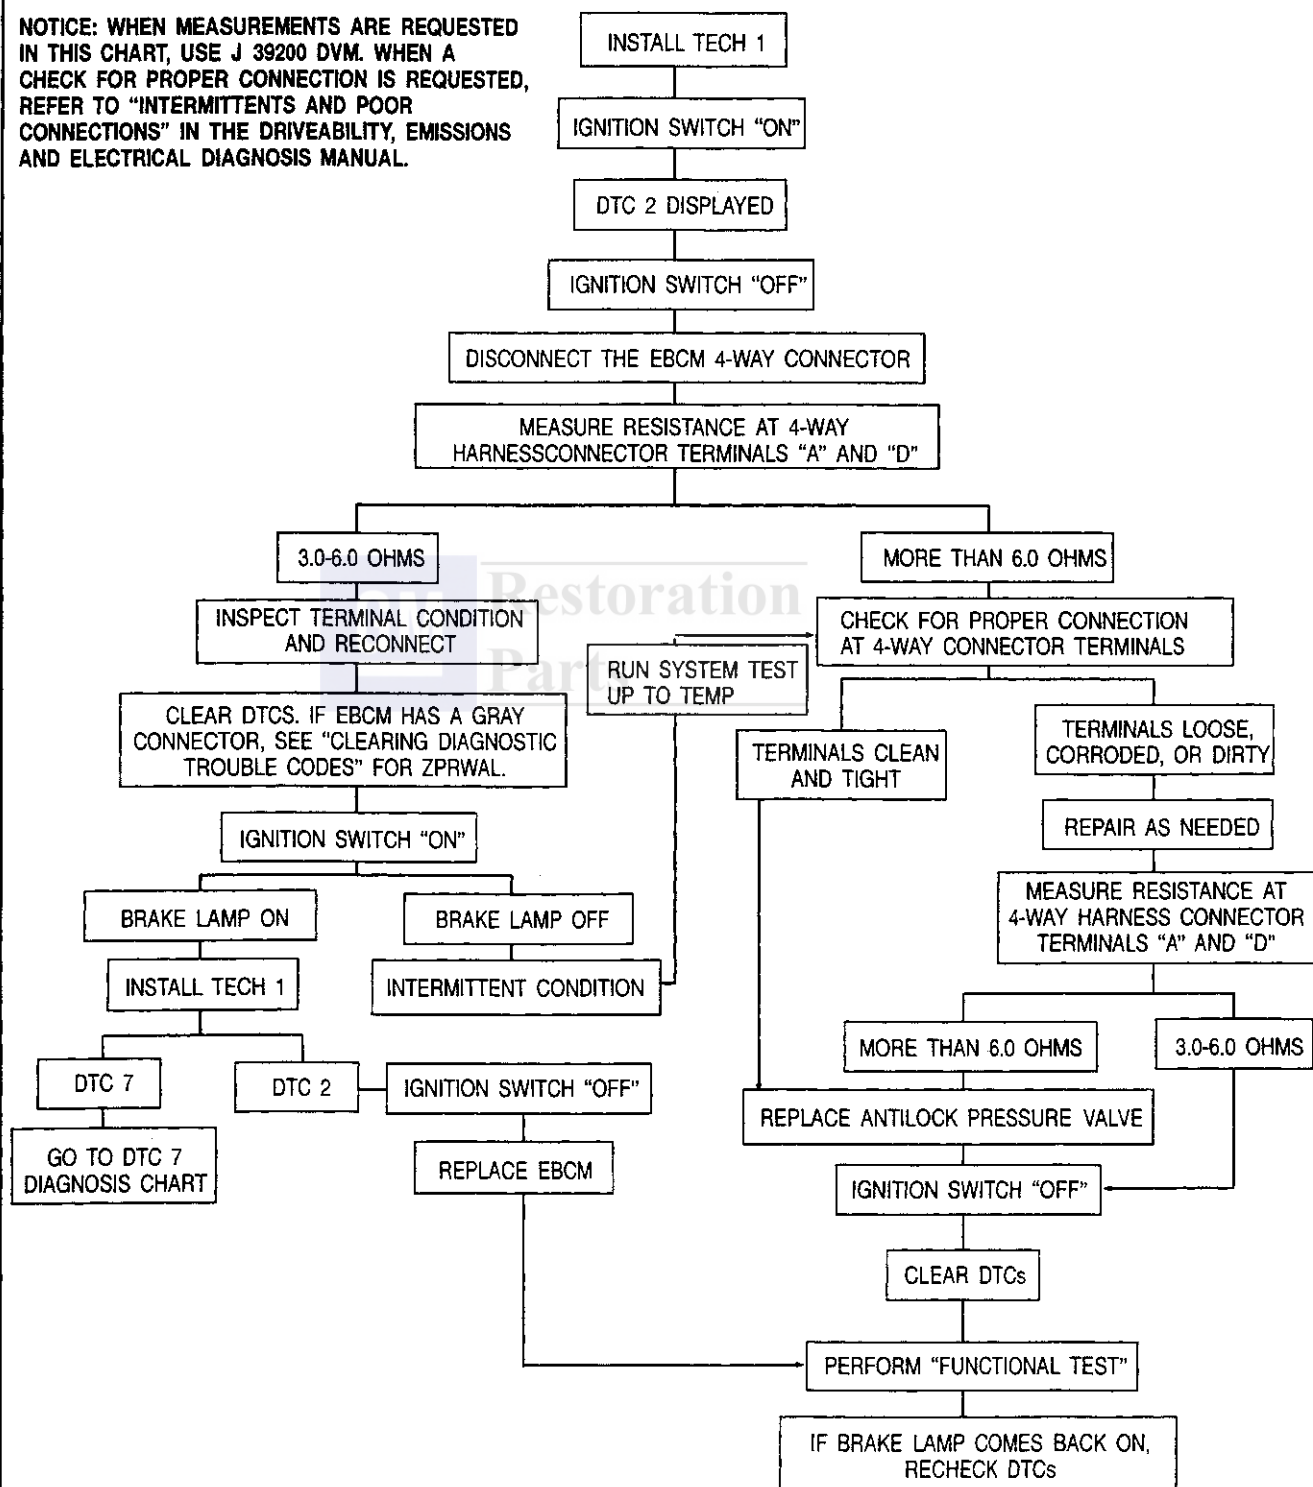 NOTICE: WHEN MEASUREMENTS ARE REQUESTED
IN THIS CHART, USE J 39200 DVM. WHEN A
CHECK FOR PROPER CONNECTION IS REQUESTED,
REFER TO “INTERMITTENTS AND POOR
CONNECTIONS” IN THE DRIVEABILITY, EMISSIONS
AND ELECTRICAL DIAGNOSIS MANUAL.
INSTALL TECH 1
IGNITION SWITCH “ON”
DTC 2 DISPLAYED
IGNITION SWITCH “OFF”
DISCONNECT THE EBCM 4-WAY CONNECTOR
MEASURE RESISTANCE AT 4-WAY
HARNESSCONNECTOR TERMINALS “A” AND “D”
3.0-6.0 OHMS
INSPECT TERMINAL CONDITION
AND RECONNECT
CLEAR DTCS. IF EBCM HAS A GRAY
CONNECTOR, SEE “CLEARING DIAGNOSTIC
TROUBLE CODES” FOR ZPRWAL.
IGNITION SWITCH “ON”
BRAKE LAMP ON
INSTALL TECH 1
DTC 7
GO TO DTC 7
DIAGNOSIS CHART
DTC 2
IGNITION SWITCH “OFF”
REPLACE EBCM
BRAKE LAMP OFF
INTERMITTENT CONDITION
RUN SYSTEM TEST
UP TO TEMP
MORE THAN 6.0 OHMS
CHECK FOR PROPER CONNECTION
AT 4-WAY CONNECTOR TERMINALS
TERMINALS CLEAN
AND TIGHT
TERMINALS LOOSE,
CORRODED, OR DIRTY
REPAIR AS NEEDED
MEASURE RESISTANCE AT
4-WAY HARNESS CONNECTOR
TERMINALS “A” AND “D”
MORE THAN 6.0 OHMS
3.0-6.0 OHMS
REPLACE ANTILOCK PRESSURE VALVE
IGNITION SWITCH “OFF”
CLEAR DTCs
PERFORM “FUNCTIONAL TEST”
IF BRAKE LAMP COMES BACK ON,
RECHECK DTCs
Restoration
Parts